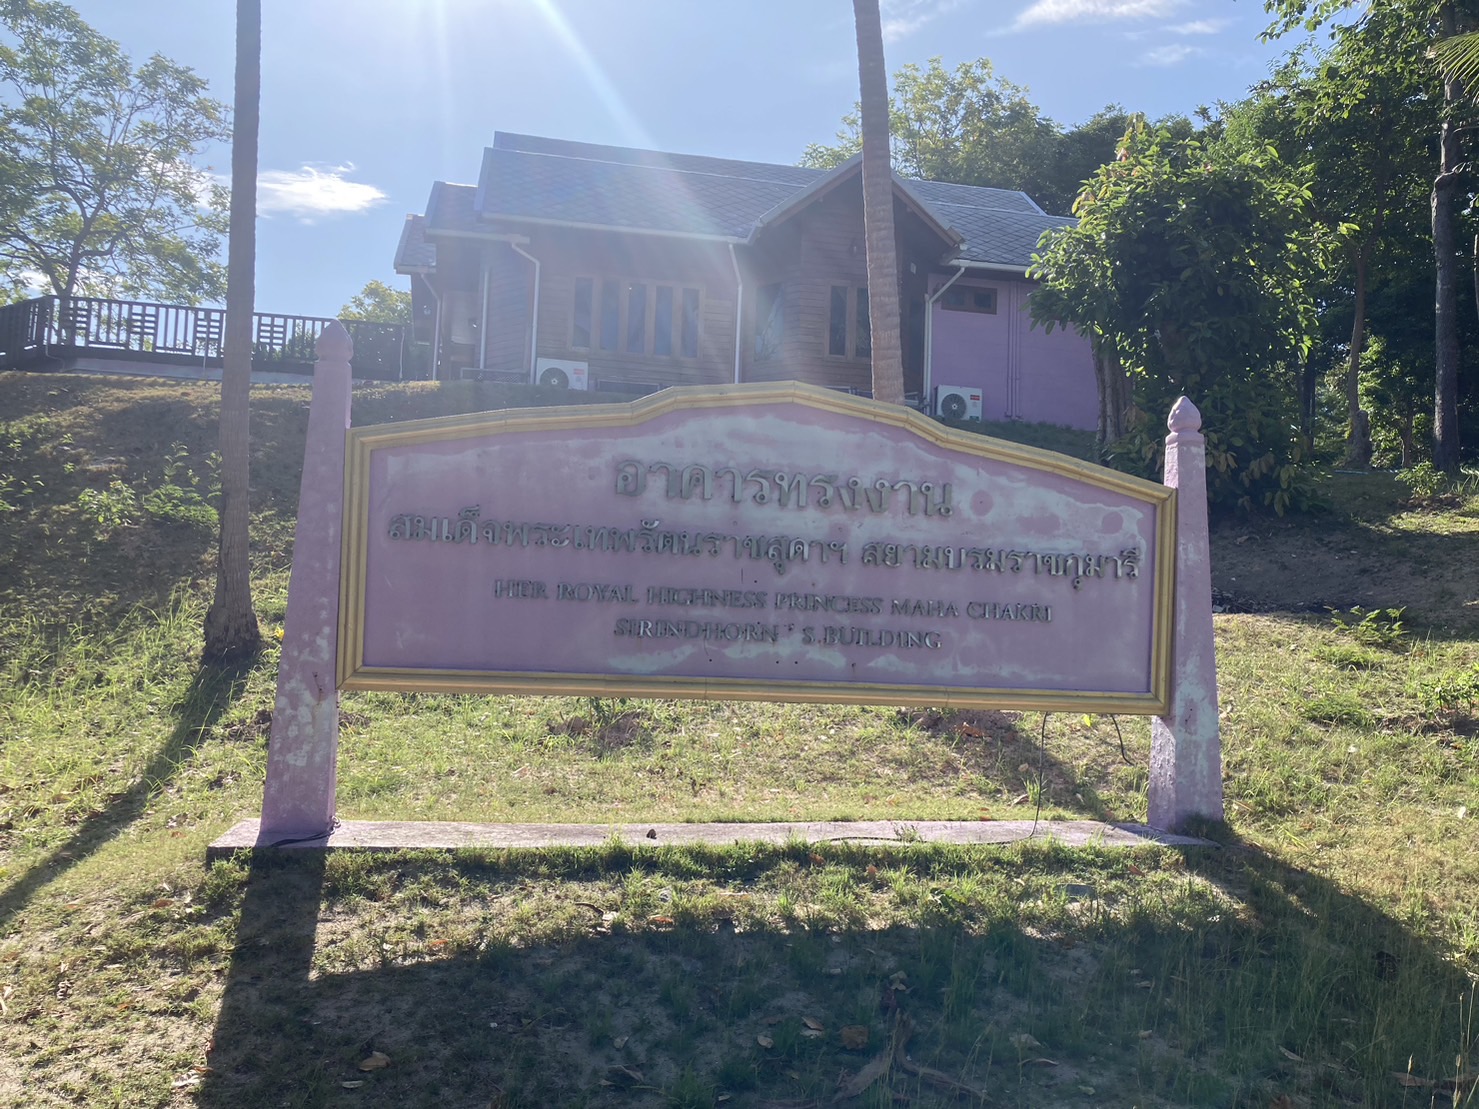 อาคารทรงงาน
สมเด็จพระเทพรัตนราชสุดาฯ สยามบรมราชกุมารี
HER ROYAL HIGHNESS PRINCESS MAHA CHAKRI
SIRINDHORN ' S.BUILDING